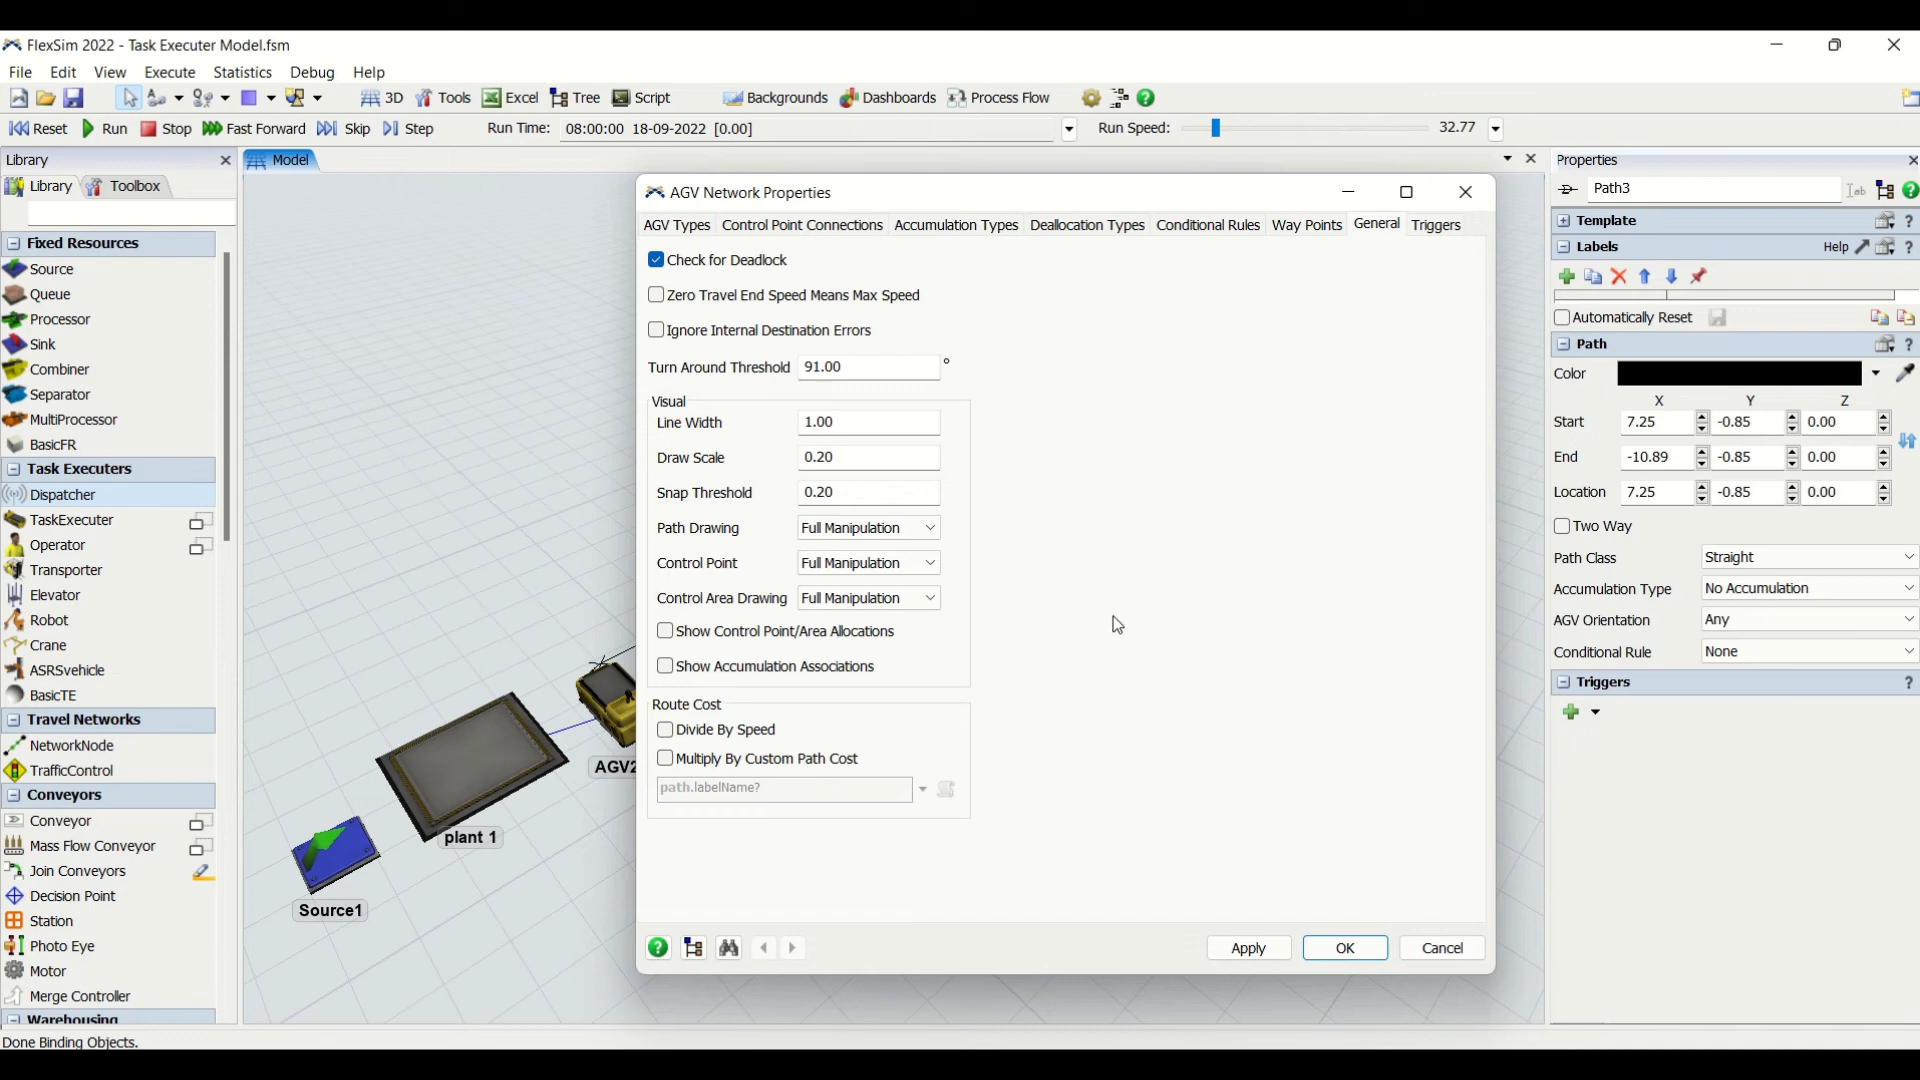 FlexSim 2022 - Task Executer Model.fsm
File Edit View Execute Statistics Debug Help
3D Tools Excel Tree Script Backgrounds Dashboards Process Flow
Reset Run Stop Fast Forward Skip Step Run Time: 08:00:00 18-09-2022 [0.00] Run Speed: 32.77
Library
Library Toolbox
Fixed Resources
Source
Queue
Processor
Sink
Combiner
Separator
MultiProcessor
BasicFR
Task Executers
Dispatcher
TaskExecuter
Operator
Transporter
Elevator
Robot
Crane
ASRSvehicle
BasicTE
Travel Networks
NetworkNode
TrafficControl
Conveyors
Conveyor
Mass Flow Conveyor
Join Conveyors
Decision Point
Station
Photo Eye
Motor
Merge Controller
Warehousing
Done Binding Objects.
Model
AGV2
plant 1
Source1
AGV Network Properties
AGV Types Control Point Connections Accumulation Types Deallocation Types Conditional Rules Way Points General Triggers
Check for Deadlock
Zero Travel End Speed Means Max Speed
Ignore Internal Destination Errors
Turn Around Threshold 91.00 °
Visual
Line Width 1.00
Draw Scale 0.20
Snap Threshold 0.20
Path Drawing Full Manipulation
Control Point Full Manipulation
Control Area Drawing Full Manipulation
Show Control Point/Area Allocations
Show Accumulation Associations
Route Cost
Divide By Speed
Multiply By Custom Path Cost
path.labelName?
Apply OK Cancel
Properties
Path3
Template ?
Labels Help ?
Automatically Reset
Path ?
Color
X Y Z
Start 7.25 -0.85 0.00
End -10.89 -0.85 0.00
Location 7.25 -0.85 0.00
Two Way
Path Class Straight
Accumulation Type No Accumulation
AGV Orientation Any
Conditional Rule None
Triggers ?